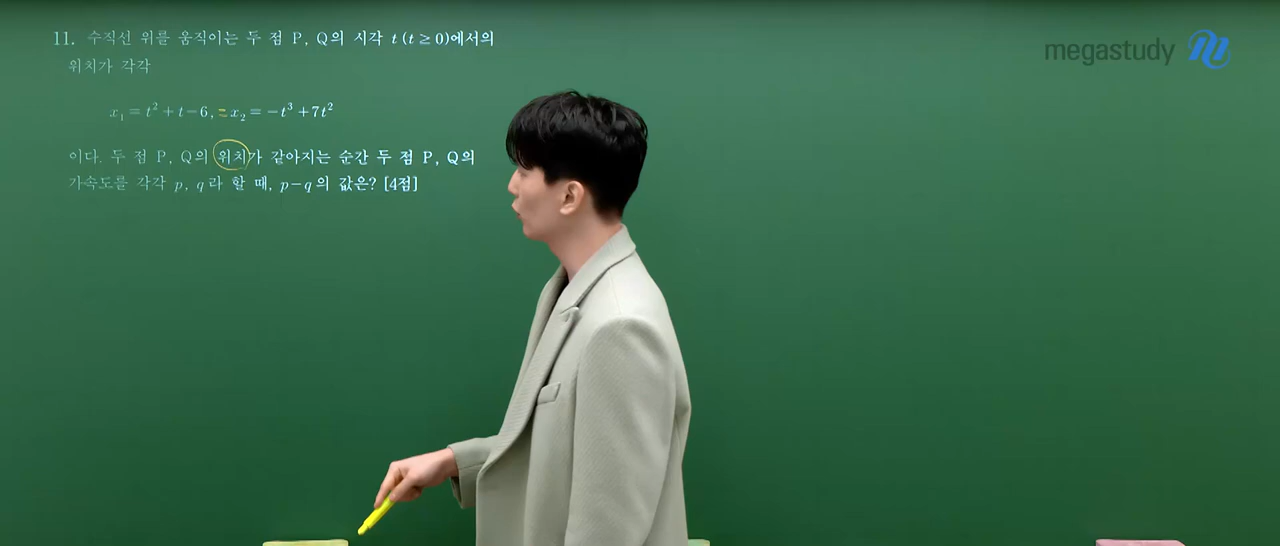 11. 수직선 위를 움직이는 두 점 P, Q의 시각 t (t ≥ 0)에서의
위치가 각각
x₁ = t² + t − 6, = x₂ = −t³ + 7t²
이다. 두 점 P, Q의 위치가 같아지는 순간 두 점 P, Q의
가속도를 각각 p, q라 할 때, p−q의 값은? [4점]
megastudy